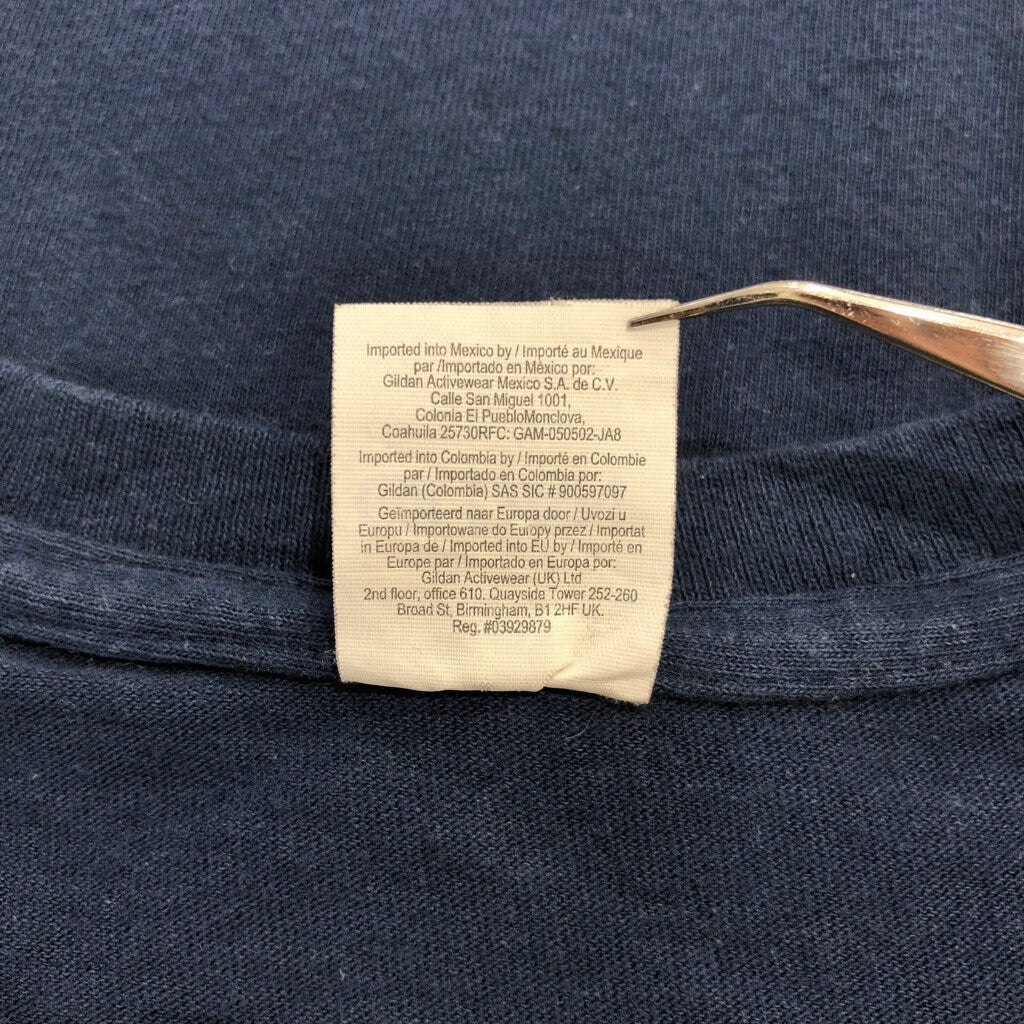 Imported into Mexico by / Importé au Mexique
par /Importado en México por:
Gildan Activewear Mexico S.A. de C.V.
Calle San Miguel 1001,
Colonia El PuebloMonclova,
Coahuila 25730RFC: GAM-050502-JA8
Imported into Colombia by / Importé en Colombie
par / Importado en Colombia por:
Gildan (Colombia) SAS SIC # 900597097
Geïmporteerd naar Europa door / Uvozi u
Europu / Importowane do Europy przez / Importat
in Europa de / Imported into EU by / Importé en
Europe par / Importado en Europa por:
Gildan Activewear (UK) Ltd
2nd floor, office 610, Quayside Tower 252-260
Broad St, Birmingham, B1 2HF UK.
Reg. #03929879